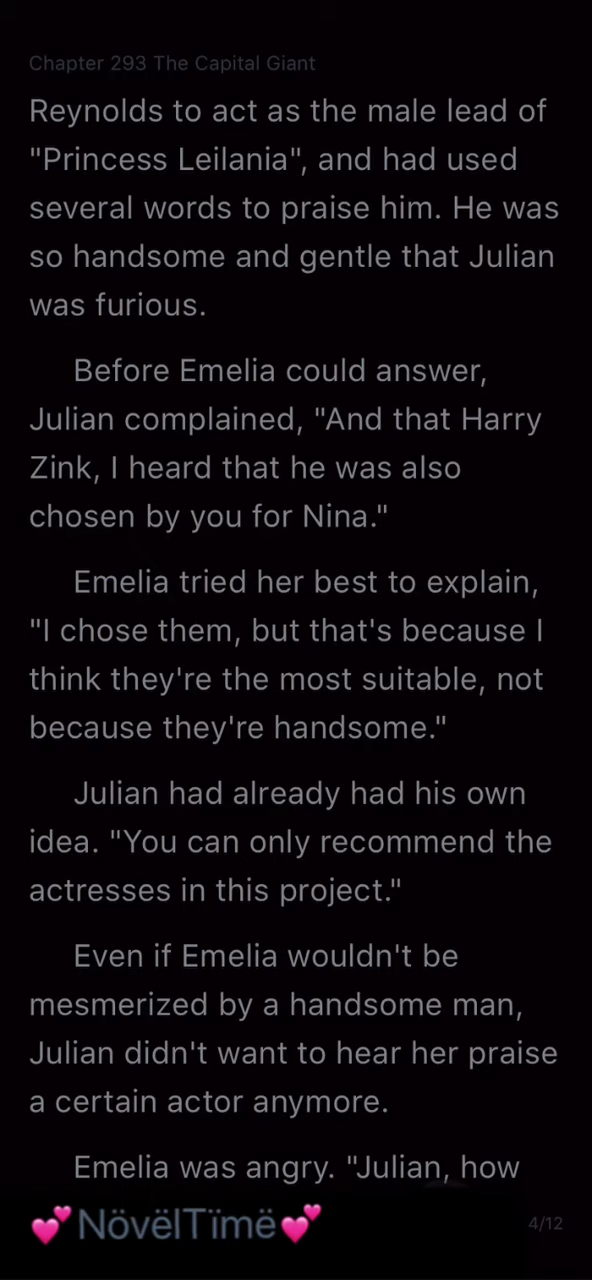 Chapter 293 The Capital Giant
Reynolds to act as the male lead of
"Princess Leilania", and had used
several words to praise him. He was
so handsome and gentle that Julian
was furious.
Before Emelia could answer,
Julian complained, "And that Harry
Zink, I heard that he was also
chosen by you for Nina."
Emelia tried her best to explain,
"I chose them, but that's because I
think they're the most suitable, not
because they're handsome."
Julian had already had his own
idea. "You can only recommend the
actresses in this project."
Even if Emelia wouldn't be
mesmerized by a handsome man,
Julian didn't want to hear her praise
a certain actor anymore.
Emelia was angry. "Julian, how
💕NövëlTïmë💕
4/12